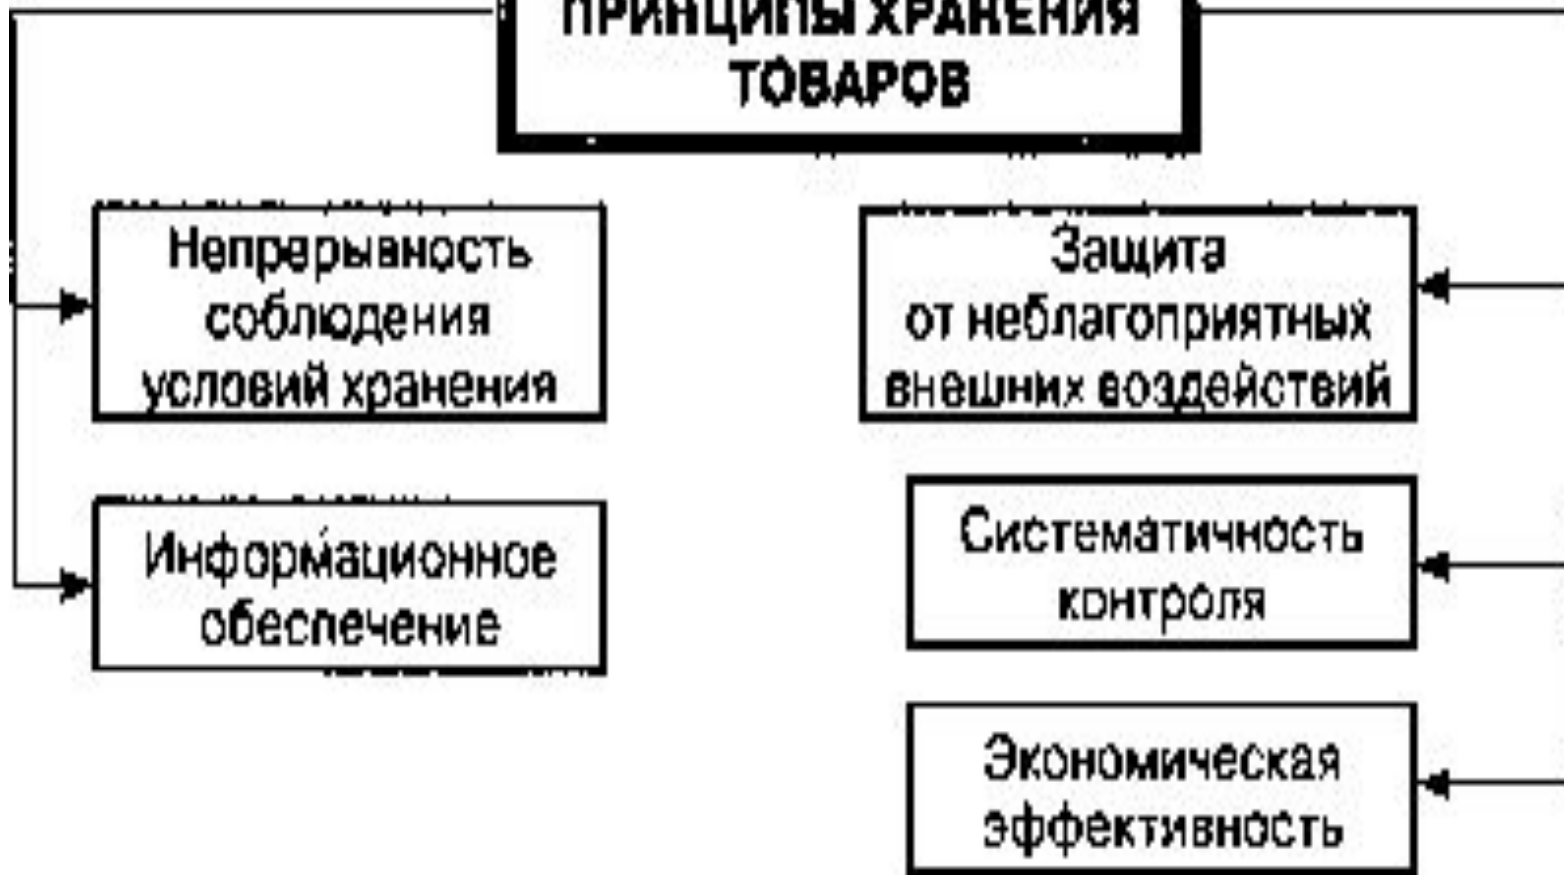 ПРИНЦИПЫ ХРАНЕНИЯ
ТОВАРОВ
Непрерывность
соблюдения
условий хранения
Информационное
обеспечение
Защита
от неблагоприятных
внешних воздействий
Систематичность
контроля
Экономическая
эффективность